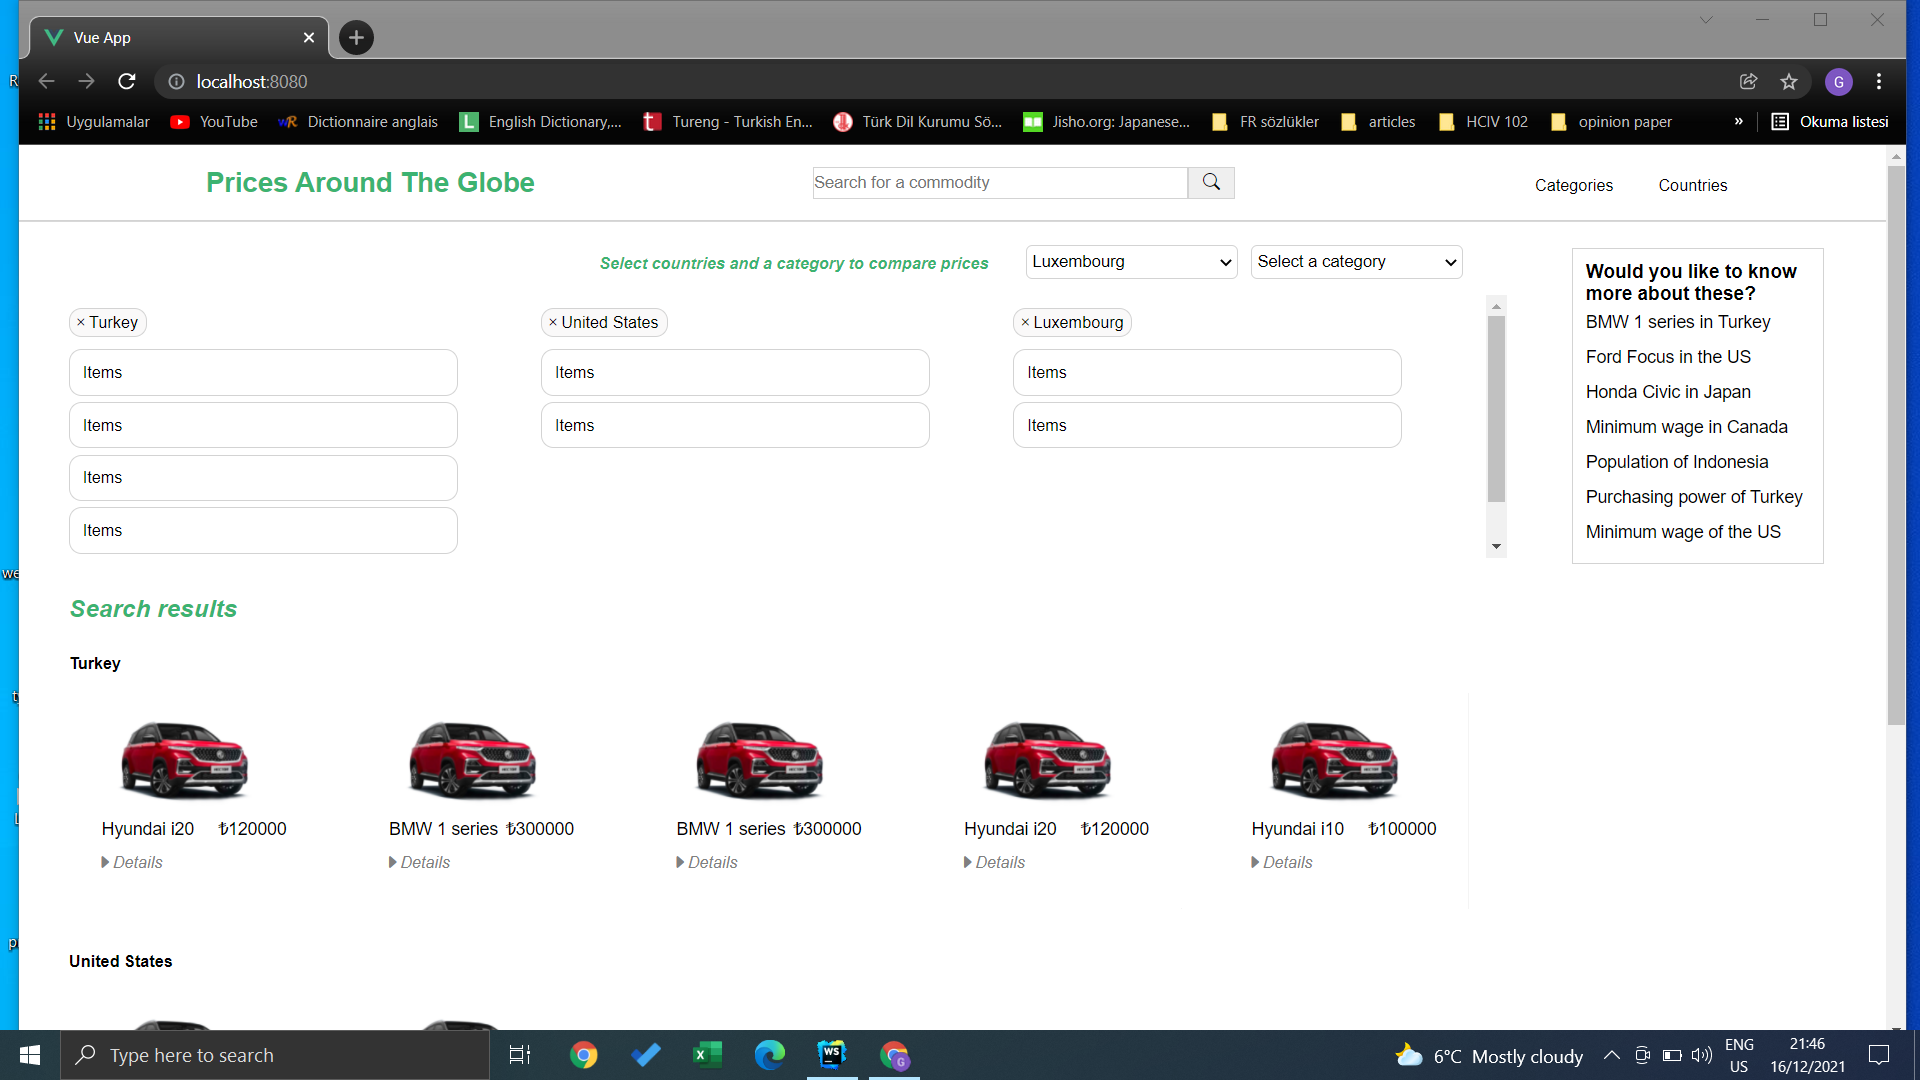 Vue App
localhost:8080
Uygulamalar YouTube Dictionnaire anglais English Dictionary,... Tureng - Turkish En... Türk Dil Kurumu Sö... Jisho.org: Japanese... FR sözlükler articles HCIV 102 opinion paper » Okuma listesi
Prices Around The Globe Search for a commodity Categories Countries
Select countries and a category to compare prices Luxembourg Select a category
× Turkey × United States × Luxembourg
Items Items Items
Items Items Items
Items
Items
Would you like to know
more about these?
BMW 1 series in Turkey
Ford Focus in the US
Honda Civic in Japan
Minimum wage in Canada
Population of Indonesia
Purchasing power of Turkey
Minimum wage of the US
Search results
Turkey
Hyundai i20 ₺120000 BMW 1 series ₺300000 BMW 1 series ₺300000 Hyundai i20 ₺120000 Hyundai i10 ₺100000
Details Details Details Details Details
United States
Type here to search
6°C Mostly cloudy
ENG
US
21:46
16/12/2021